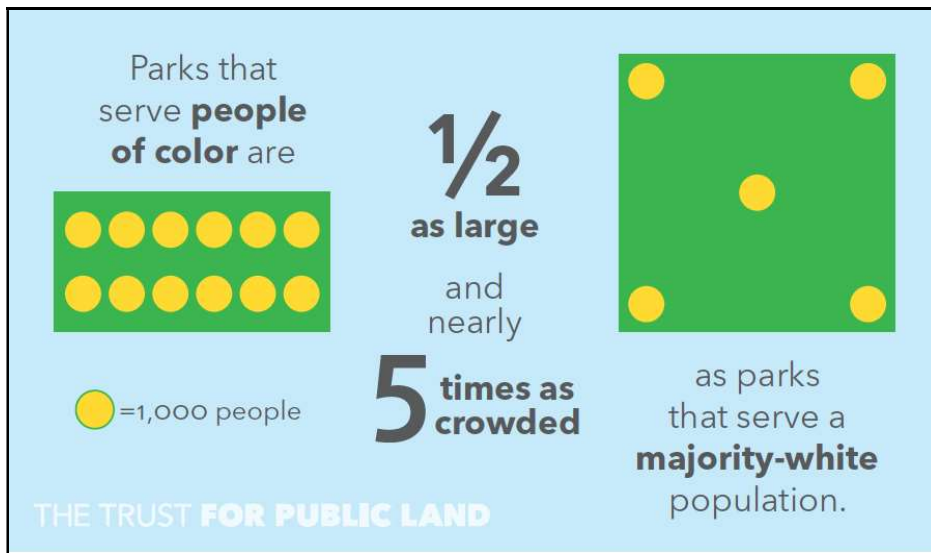 Parks that
serve people
of color are
1/2
as large
and
nearly
5 times as
crowded
as parks
that serve a
majority-white
population.
=1,000 people
THE TRUST FOR PUBLIC LAND